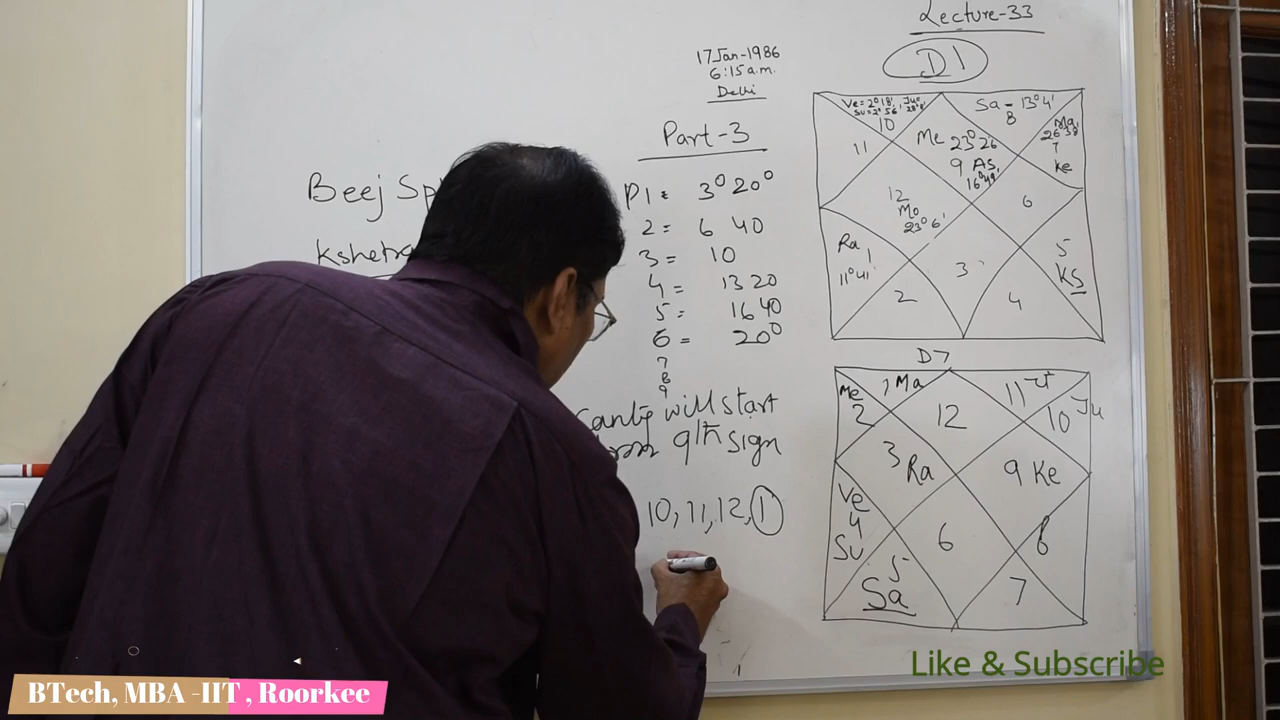 Lecture-33
D1
17 Jan-1986
6:15 a.m.
Delhi
Part-3
Beej
Kshetra
P1 = 3° 20°
2 = 6 40
3 = 10
4 = 13 20
5 = 16 40
6 = 20°
7
8
9
will start
9th sign
10, 11, 12, 1
Ve = 2° 18'
10
11
Me 23° 26
9 As
16° 49'
Sa - 13° 4'
8
Ma
7
Ke
12
Mo
23° 6'
6
Ra 1
11° 41'
2
3
4
5
KS
D7
Me
2
1 Ma
12
11
10 Ju
3 Ra
9 Ke
Ve
4
Su
6
8
5
Sa
7
Like & Subscribe
BTech, MBA -IIT , Roorkee